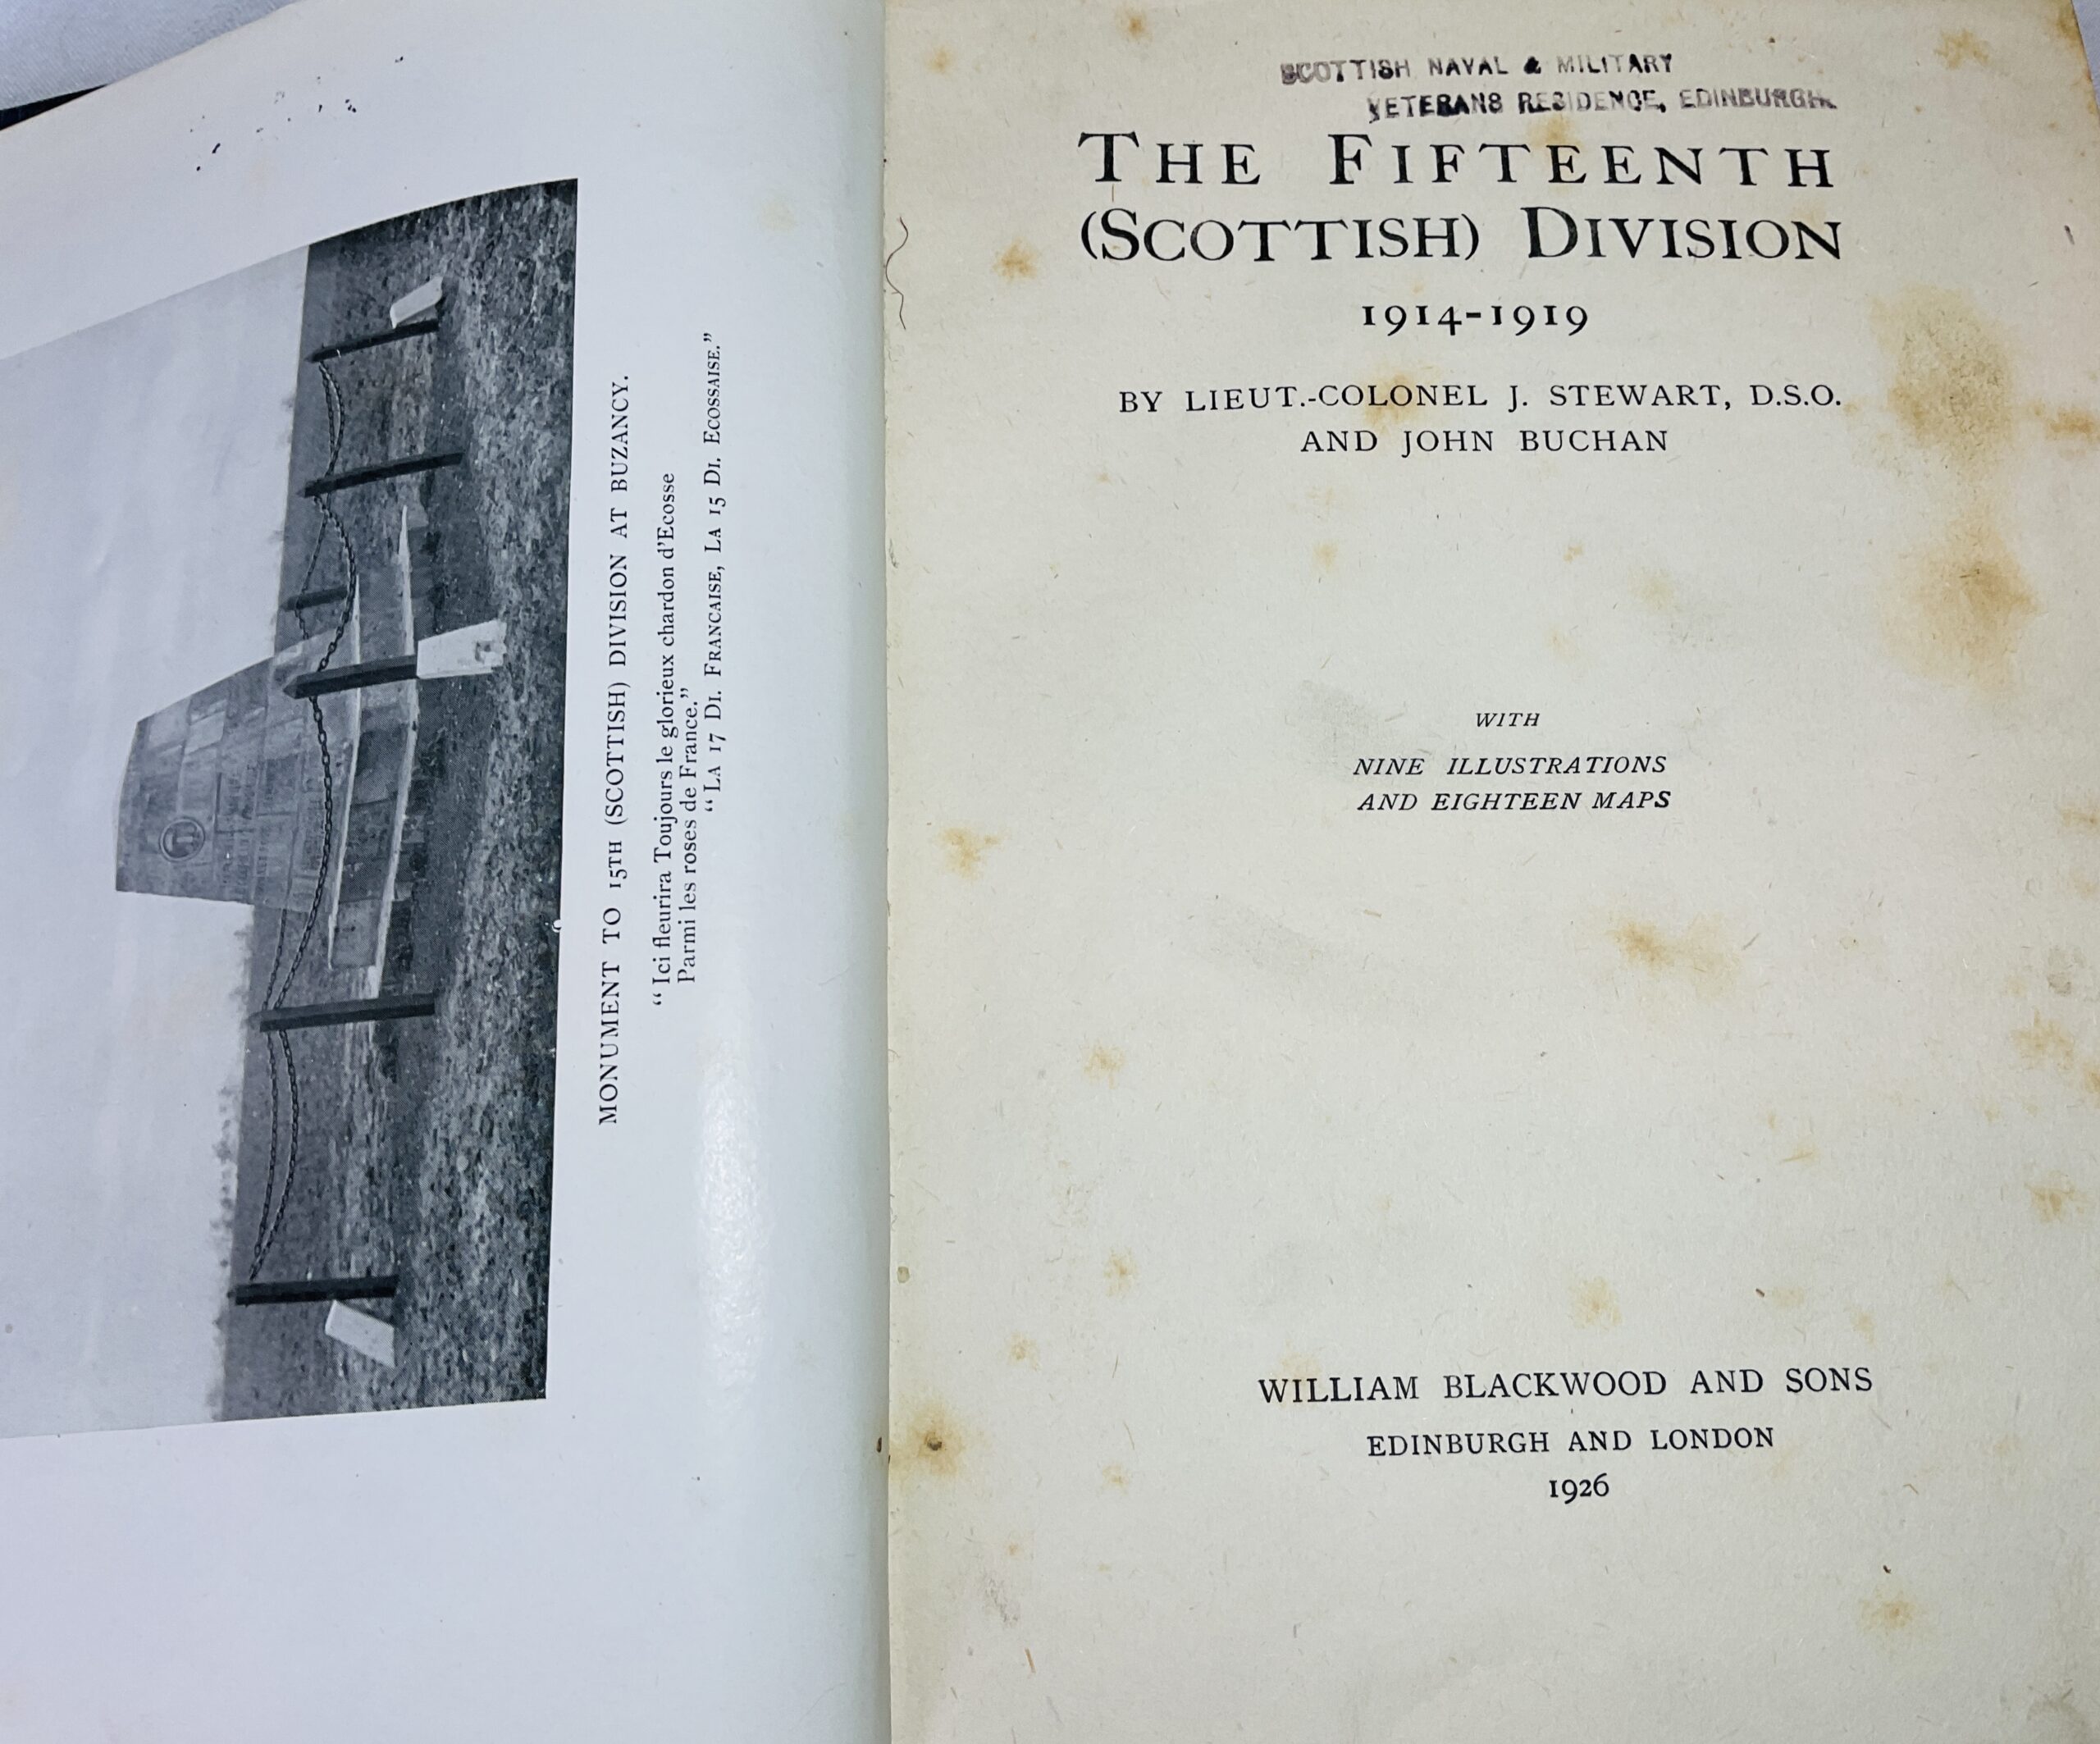 MONUMENT TO 15TH (SCOTTISH) DIVISION AT BUZANCY.
“Ici fleurira Toujours le glorieux chardon d'Ecosse
Parmi les roses de France.”
“LA 17 DI. FRANCAISE, LA 15 DI. ECOSSAISE.”
SCOTTISH NAVAL & MILITARY
VETERANS RESIDENCE, EDINBURGH.
THE FIFTEENTH
(SCOTTISH) DIVISION
1914-1919
BY LIEUT.-COLONEL J. STEWART, D.S.O.
AND JOHN BUCHAN
WITH
NINE ILLUSTRATIONS
AND EIGHTEEN MAPS
WILLIAM BLACKWOOD AND SONS
EDINBURGH AND LONDON
1926